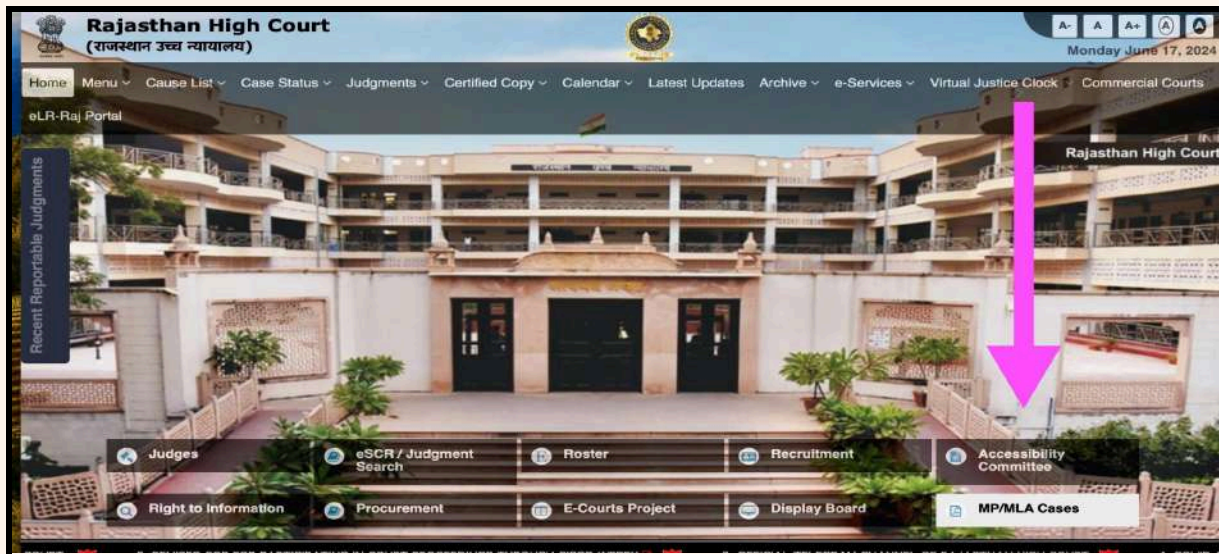 Rajasthan High Court
(राजस्थान उच्च न्यायालय)
A- A A+ A A
Monday June 17, 2024
Home Menu Cause List Case Status Judgments Certified Copy Calendar Latest Updates Archive e-Services Virtual Justice Clock Commercial Courts
eLR-Raj Portal
Rajasthan High Court
Recent Reportable Judgments
Judges
eSCR / Judgment
Search
Roster
Recruitment
Accessibility
Committee
Right to Information
Procurement
E-Courts Project
Display Board
MP/MLA Cases